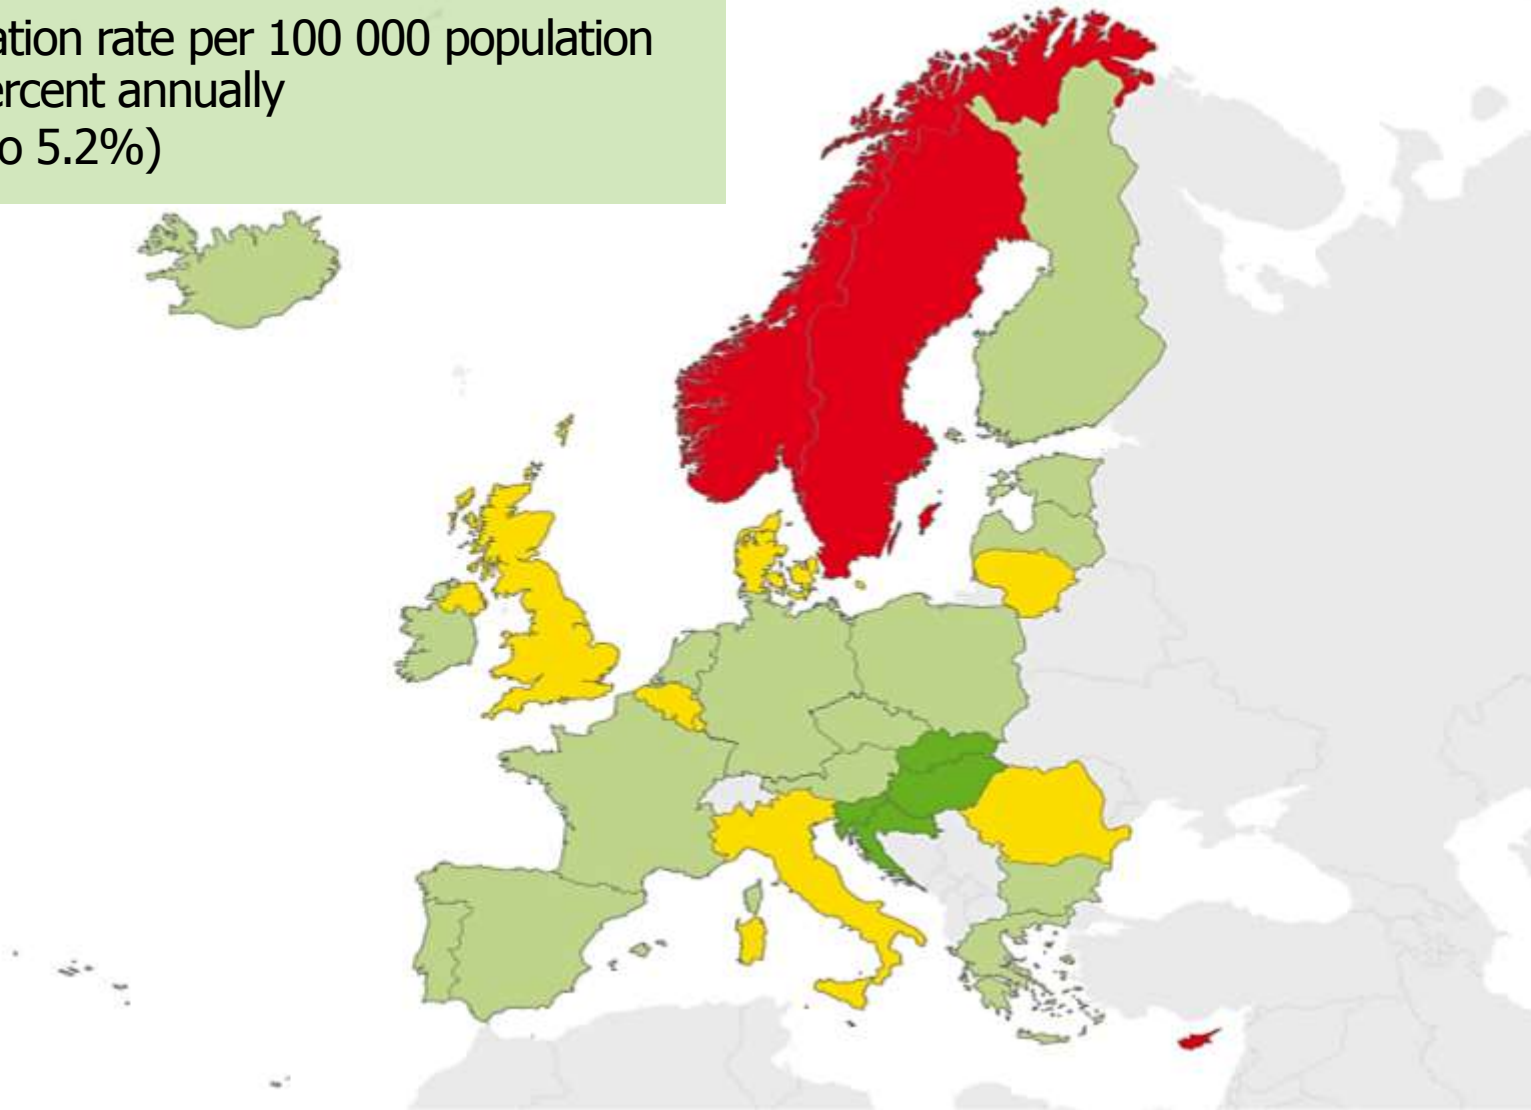 ation rate per 100 000 population
ercent annually
o 5.2%)